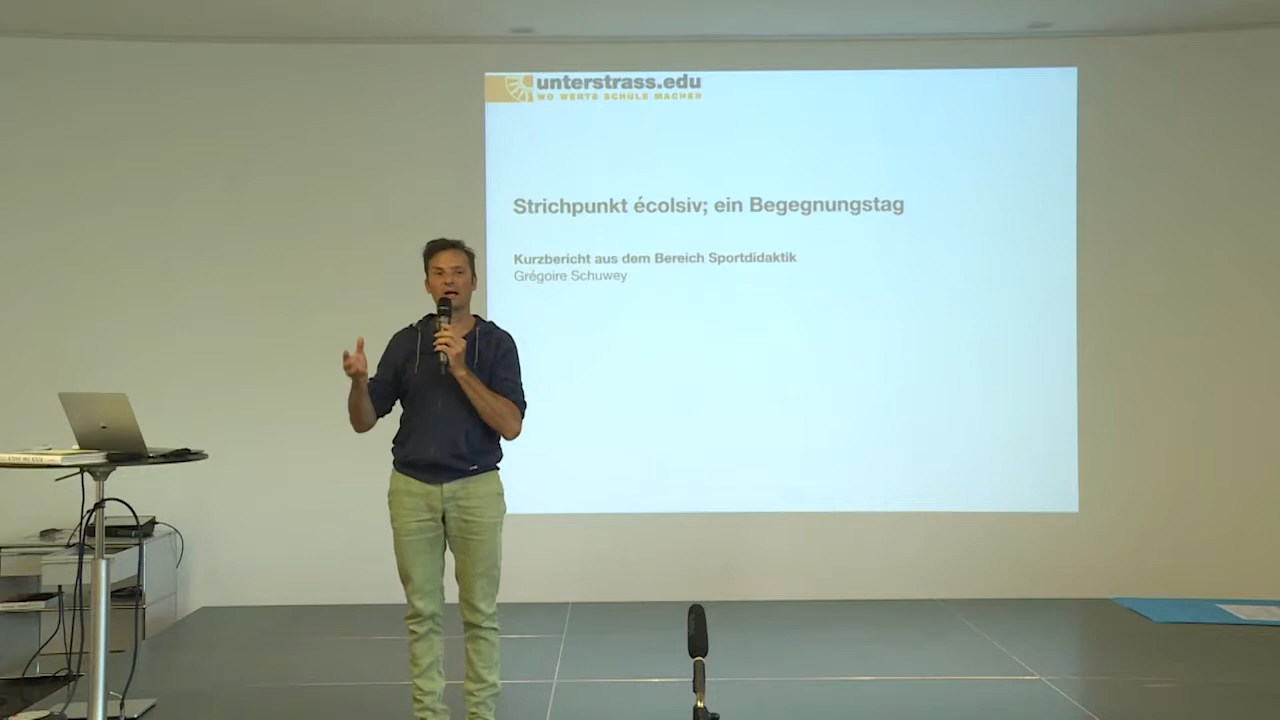 unterstrass.edu
WO WERTE SCHULE MACHEN
Strichpunkt écolsiv; ein Begegnungstag
Kurzbericht aus dem Bereich Sportdidaktik
Grégoire Schuwey